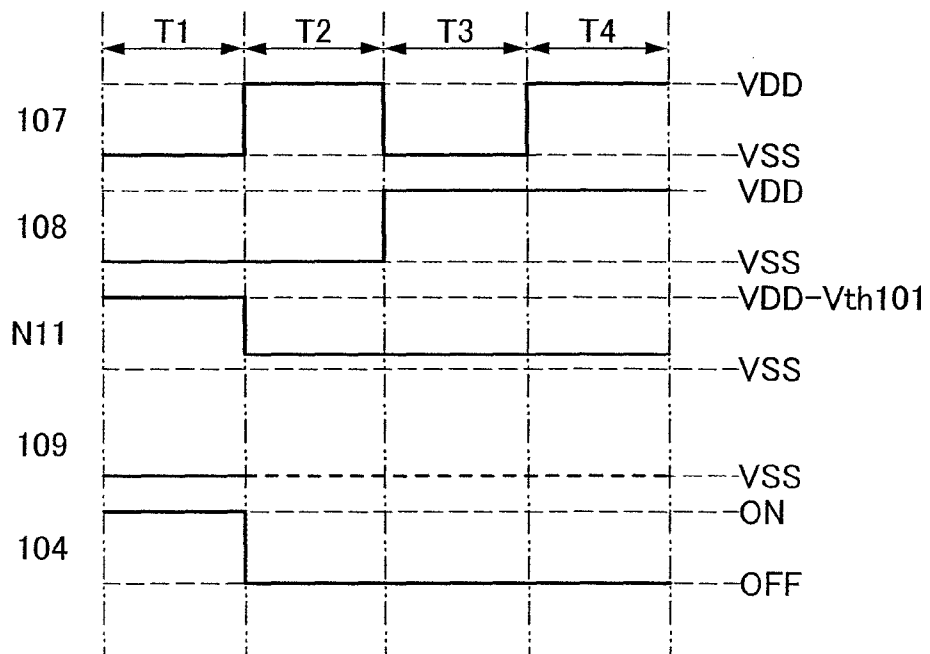 T1 T2 T3 T4
VDD
107
VSS
VDD
108
VSS
VDD-Vth101
N11
VSS
109
VSS
ON
104
OFF